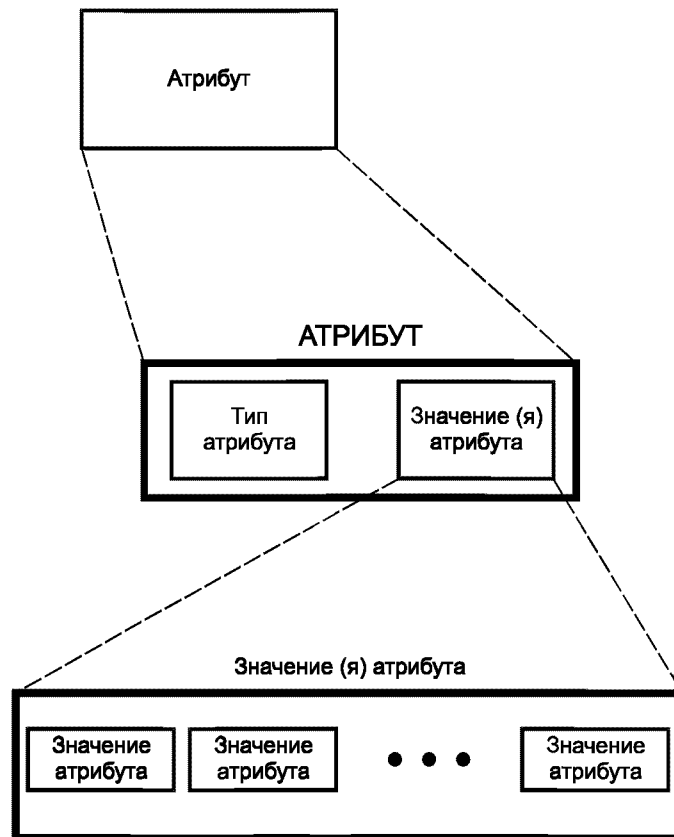 Атрибут
АТРИБУТ
Тип
атрибута
Значение (я)
атрибута
Значение (я) атрибута
Значение
атрибута
Значение
атрибута
Значение
атрибута